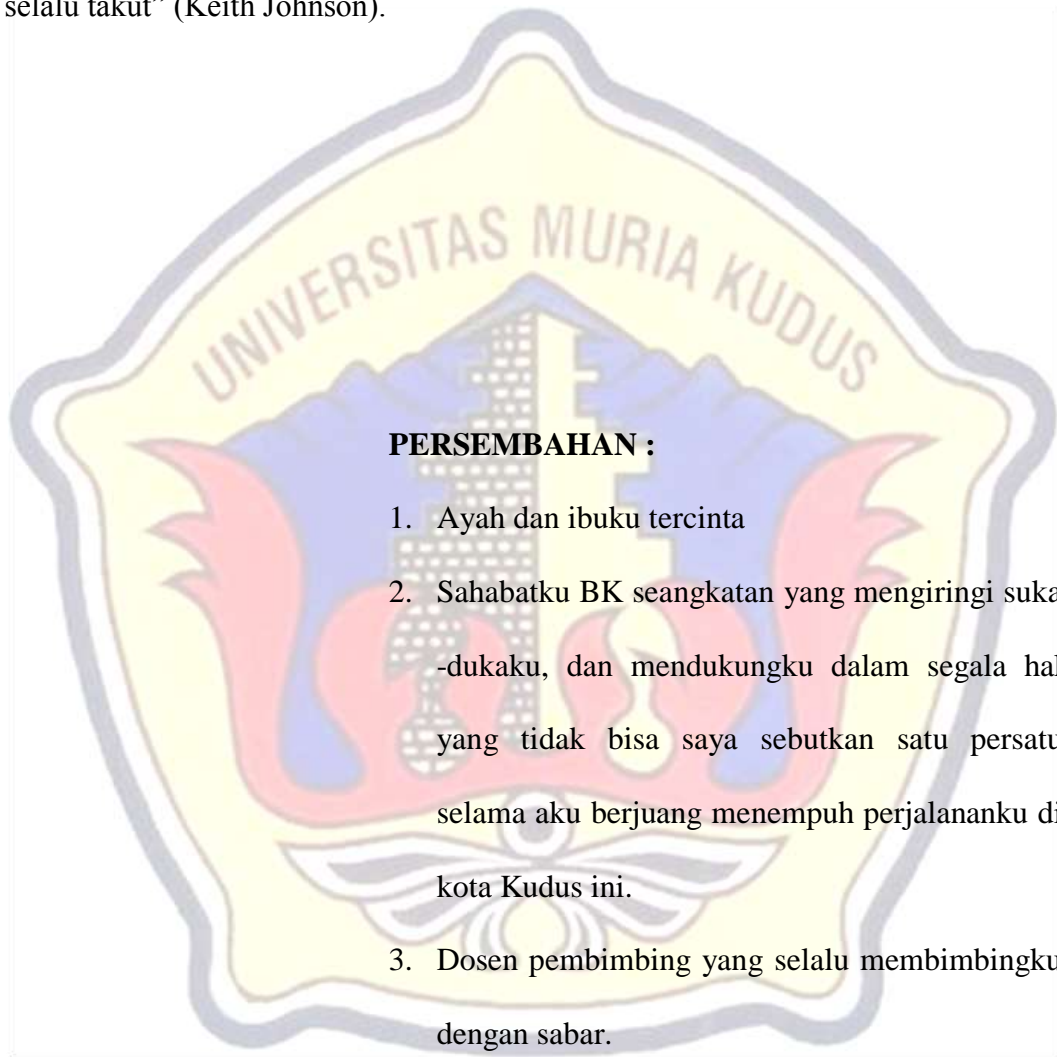 selalu takut” (Keith Johnson).
UNIVERSITAS MURIA KUDUS
PERSEMBAHAN :
1. Ayah dan ibuku tercinta
2. Sahabatku BK seangkatan yang mengiringi suka
-dukaku, dan mendukungku dalam segala hal
yang tidak bisa saya sebutkan satu persatu
selama aku berjuang menempuh perjalananku di
kota Kudus ini.
3. Dosen pembimbing yang selalu membimbingku
dengan sabar.